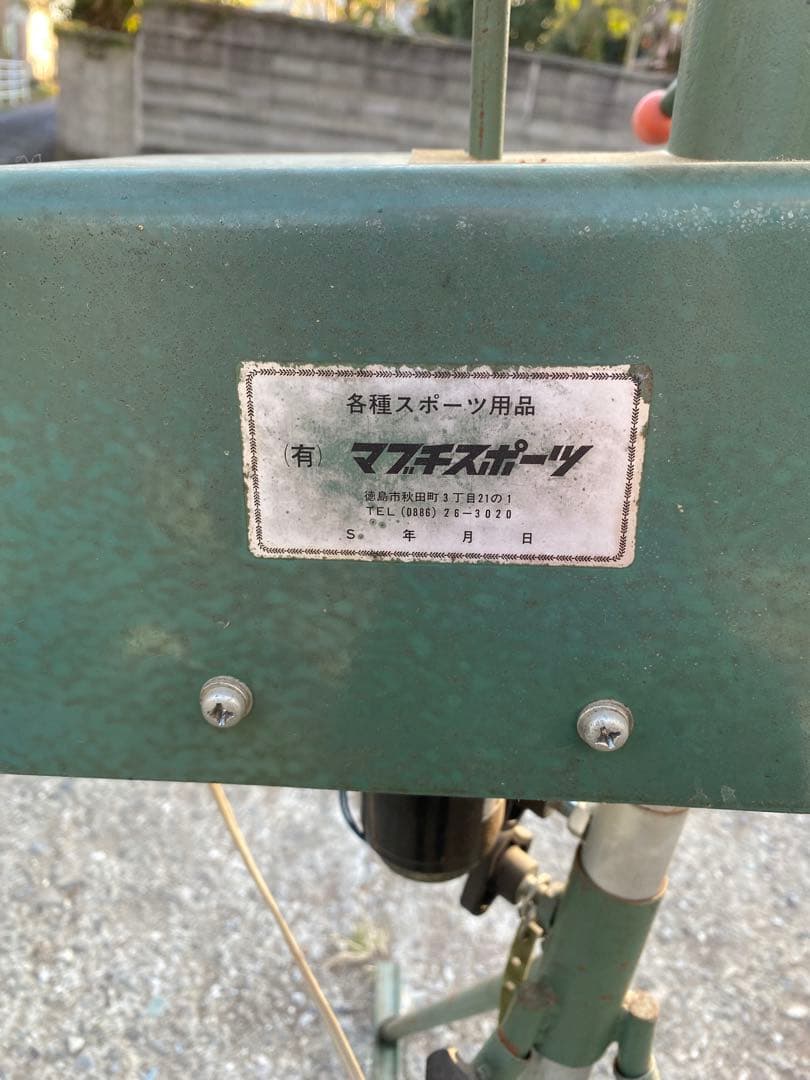 各種スポーツ用品
(有) マブチスポーツ
徳島市秋田町3丁目21の1
TEL (0886) 26-3020
S. 年 月 日